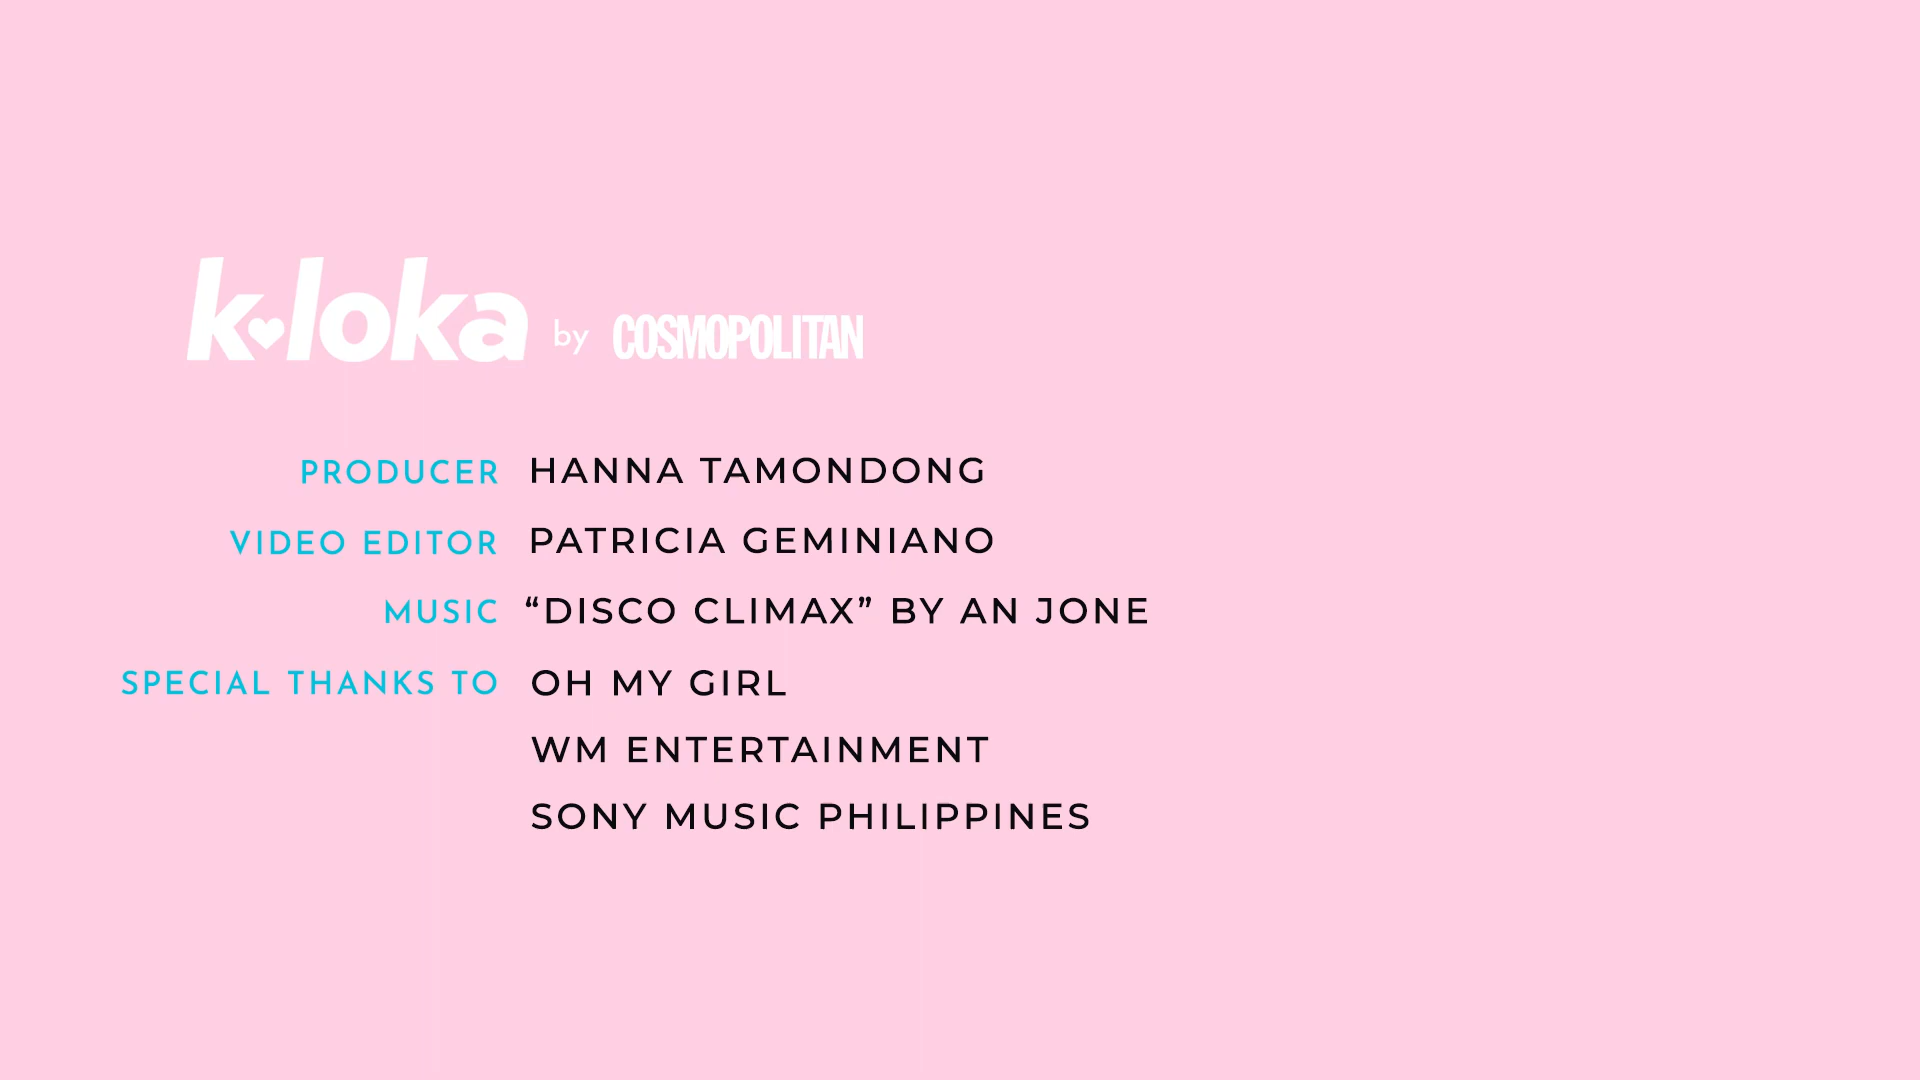 k loka by COSMOPOLITAN
PRODUCER HANNA TAMONDONG
VIDEO EDITOR PATRICIA GEMINIANO
MUSIC “DISCO CLIMAX” BY AN JONE
SPECIAL THANKS TO OH MY GIRL
WM ENTERTAINMENT
SONY MUSIC PHILIPPINES